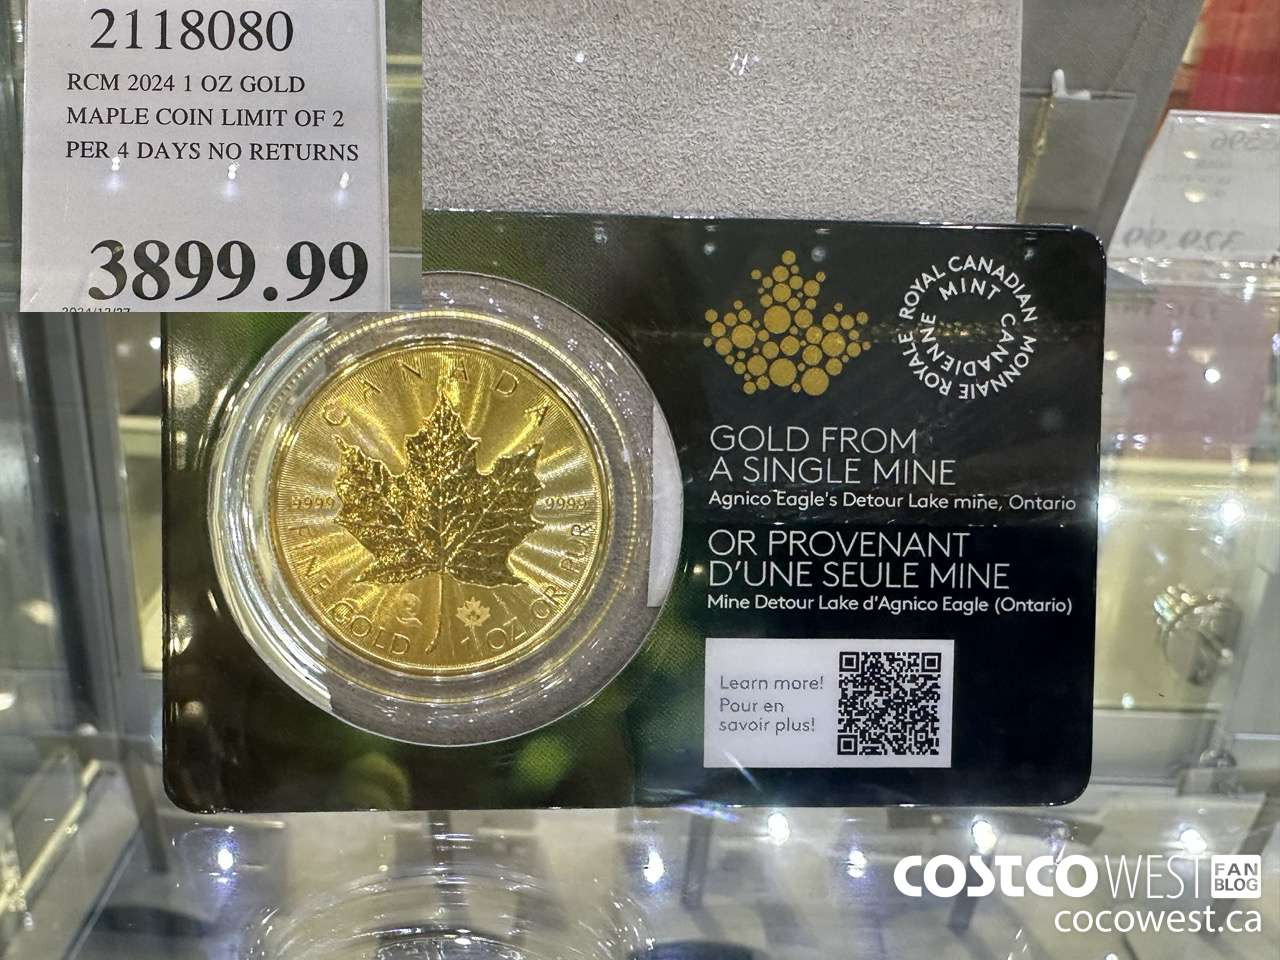 2118080
RCM 2024 1 OZ GOLD
MAPLE COIN LIMIT OF 2
PER 4 DAYS NO RETURNS
3899.99
CANADA
9999 9999
FINE GOLD 1 OZ OR PUR
ROYAL CANADIAN MINT
MONNAIE ROYALE CANADIENNE
GOLD FROM
A SINGLE MINE
Agnico Eagle's Detour Lake mine, Ontario
OR PROVENANT
D'UNE SEULE MINE
Mine Detour Lake d'Agnico Eagle (Ontario)
Learn more!
Pour en
savoir plus!
COSTCO WEST FAN BLOG
cocowest.ca